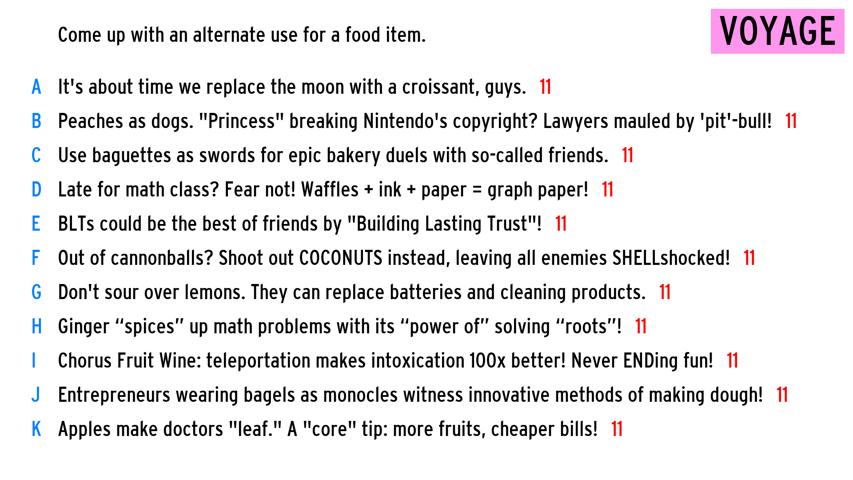 Come up with an alternate use for a food item.
VOYAGE
A It's about time we replace the moon with a croissant, guys. 11
B Peaches as dogs. "Princess" breaking Nintendo's copyright? Lawyers mauled by 'pit'-bull! 11
C Use baguettes as swords for epic bakery duels with so-called friends. 11
D Late for math class? Fear not! Waffles + ink + paper = graph paper! 11
E BLTs could be the best of friends by "Building Lasting Trust"! 11
F Out of cannonballs? Shoot out COCONUTS instead, leaving all enemies SHELLshocked! 11
G Don't sour over lemons. They can replace batteries and cleaning products. 11
H Ginger “spices” up math problems with its “power of” solving “roots”! 11
I Chorus Fruit Wine: teleportation makes intoxication 100x better! Never ENDing fun! 11
J Entrepreneurs wearing bagels as monocles witness innovative methods of making dough! 11
K Apples make doctors "leaf." A "core" tip: more fruits, cheaper bills! 11